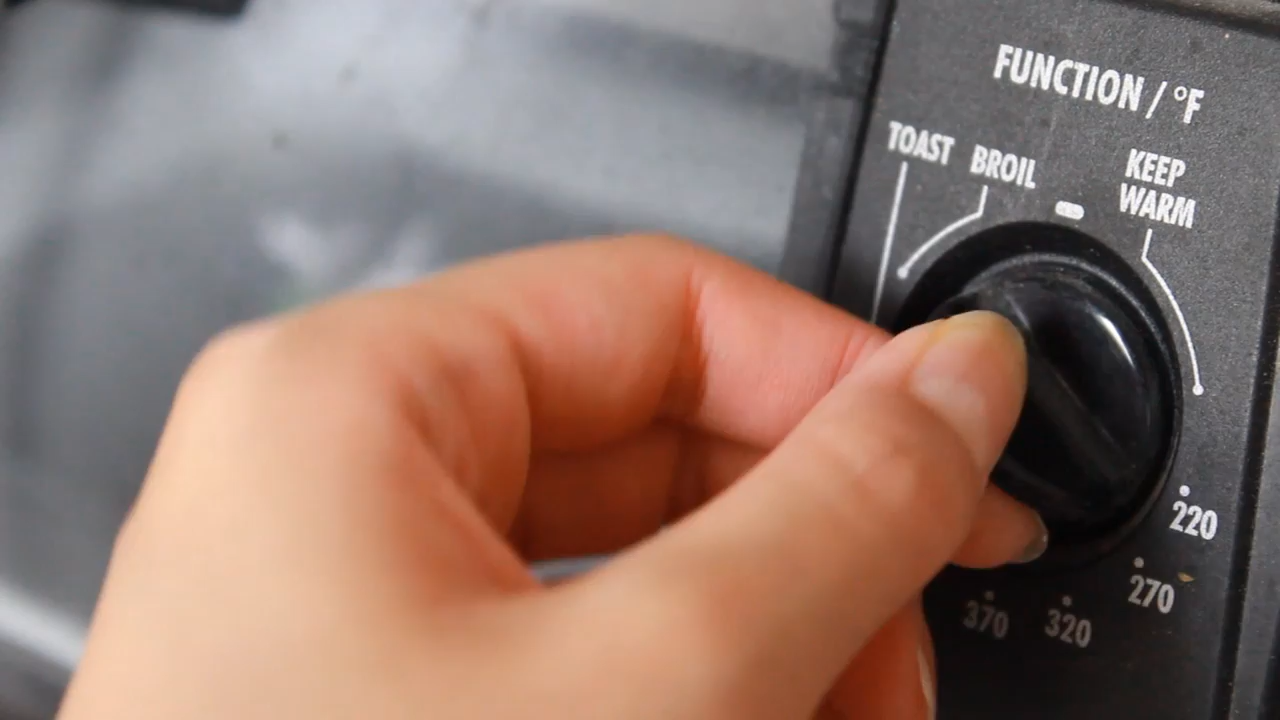 FUNCTION / °F
TOAST
BROIL
KEEP
WARM
220
270
320
370